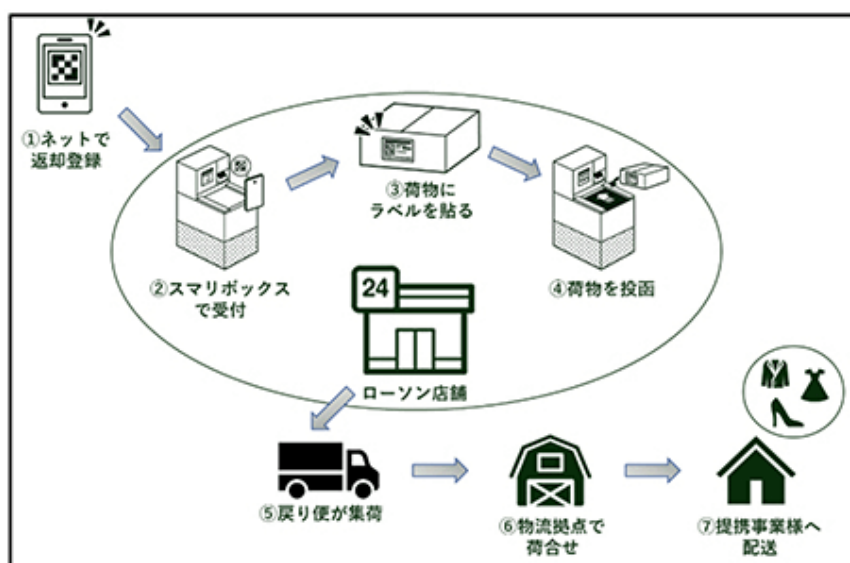 ①ネットで
返却登録
②スマリボックス
で受付
③荷物に
ラベルを貼る
④荷物を投函
24
ローソン店舗
⑤戻り便が集荷
⑥物流拠点で
荷合せ
⑦提携事業様へ
配送